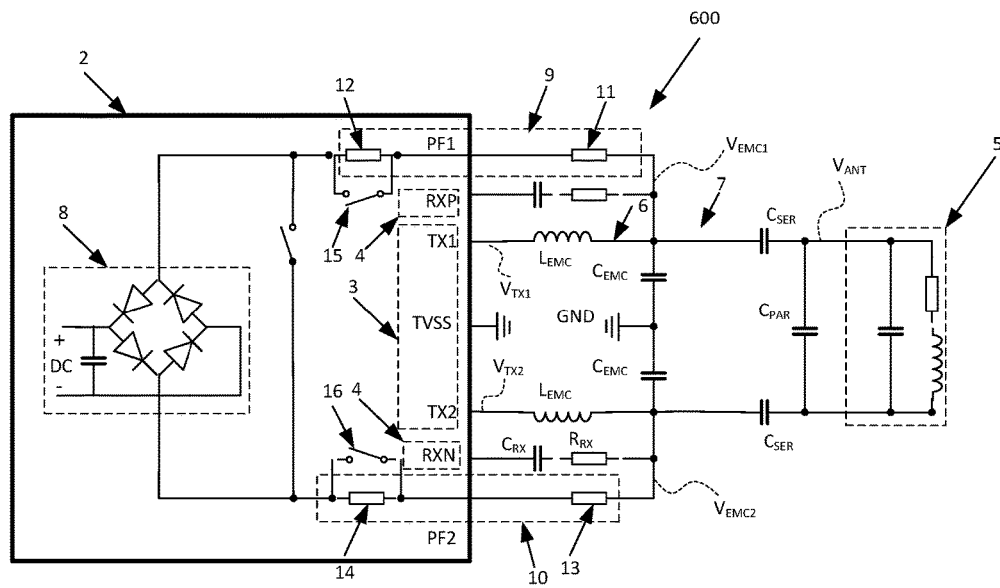 600
2
12
9
11
5
PF1
V_EMC1
7
V_ANT
8
RXP
6
C_SER
15
4
TX1
L_EMC
C_EMC
3
V_TX1
+
DC
-
TVSS
GND
C_PAR
V_TX2
L_EMC
C_EMC
16
4
TX2
C_SER
RXN
C_RX
R_RX
V_EMC2
PF2
14
10
13